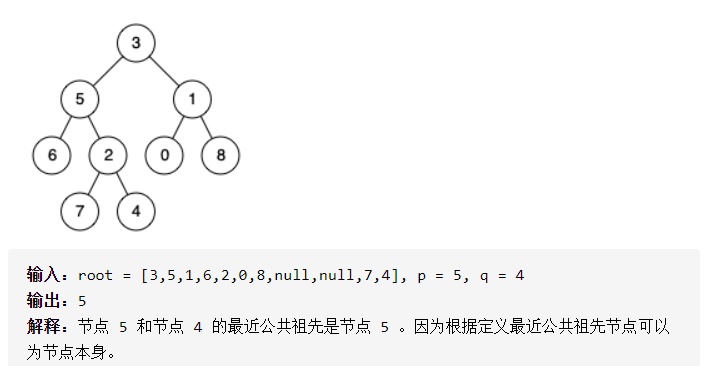 3
5 1
6 2 0 8
7 4
输入：root = [3,5,1,6,2,0,8,null,null,7,4], p = 5, q = 4
输出：5
解释：节点 5 和节点 4 的最近公共祖先是节点 5 。因为根据定义最近公共祖先节点可以
为节点本身。